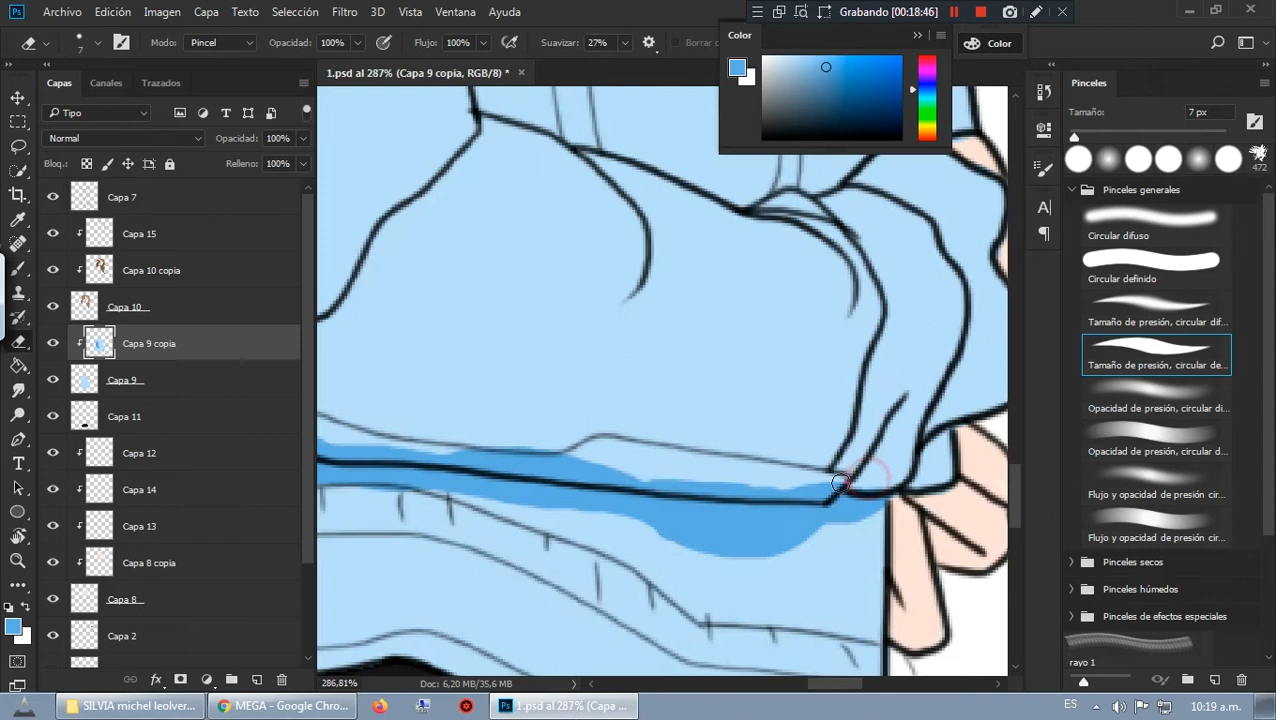 Ps Archivo Edición Imagen Capa Texto Selección Filtro 3D Vista Ventana Ayuda
Grabando [00:18:46]
7 Modo: Pincel Opacidad: 100% Flujo: 100% Suavizar: 27% Borrar
Color
Color
Capas Canales Trazados
1.psd al 287% (Capa 9 copia, RGB/8) *
Pinceles
Tipo
Tamaño: 7 px
Normal Opacidad: 100%
Bloq.: Relleno: 100%
472
Capa 7
Pinceles generales
Capa 15
Circular difuso
Capa 10 copia
Circular definido
Capa 10
Tamaño de presión, circular dif...
Capa 9 copia
Tamaño de presión, circular de...
Capa 9
Opacidad de presión, circular di...
Capa 11
Opacidad de presión, circular di...
Capa 12
Capa 14
Flujo y opacidad de presión cir...
Capa 13
Flujo y opacidad de presión cir...
Capa 8 copia
Pinceles secos
Capa 8
Pinceles húmedos
Pinceles de efectos especiales
Capa 2
rayo 1
fx
286,81% Doc: 6,20 MB/35,6 MB
SILVIA michel leolver... MEGA - Google Chro... Ps 1.psd al 287% (Capa ... ES 10:19 a.m.